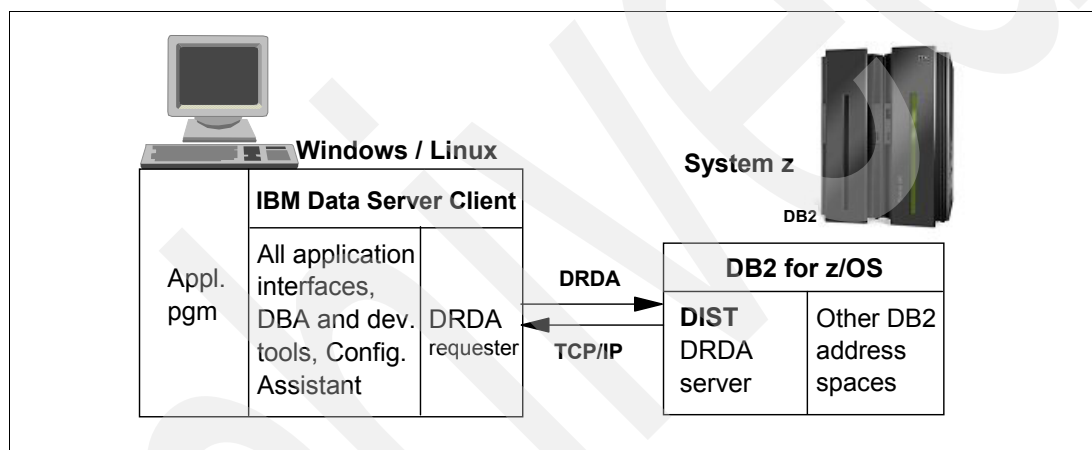 Windows / Linux
System z
DB2
IBM Data Server Client
Appl.
pgm
All application
interfaces,
DBA and dev.
tools, Config.
Assistant
DRDA
requester
DRDA
TCP/IP
DB2 for z/OS
DIST
DRDA
server
Other DB2
address
spaces